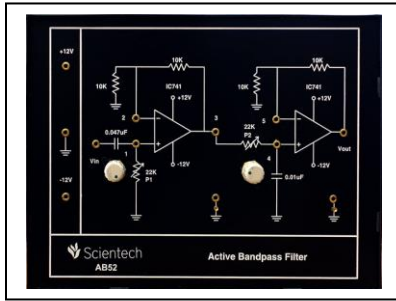 +12V
10K
10K
10K
10K
IC741
IC741
+12V
+12V
2
5
0.047uF
3
22K
P2
Vin
1
4
Vout
22K
P1
-12V
-12V
0.01uF
-12V
Scientech
AB52
Active Bandpass Filter